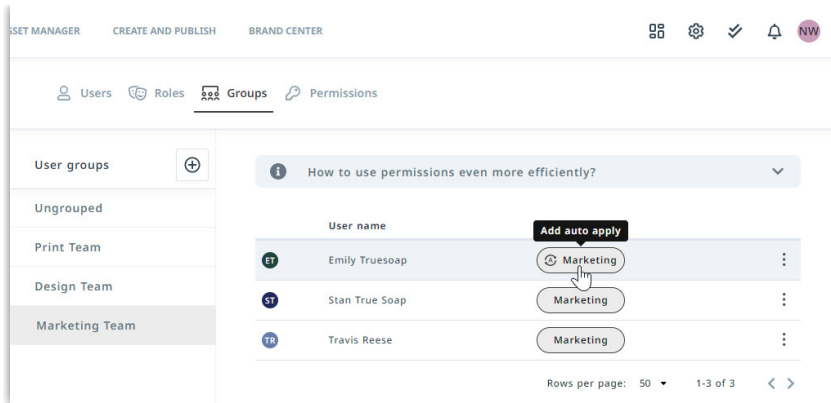 SSET MANAGER CREATE AND PUBLISH BRAND CENTER NW
Users Roles Groups Permissions
User groups
Ungrouped
Print Team
Design Team
Marketing Team
How to use permissions even more efficiently?
User name
Add auto apply
ET Emily Truesoap Marketing
ST Stan True Soap Marketing
TR Travis Reese Marketing
Rows per page: 50 1-3 of 3